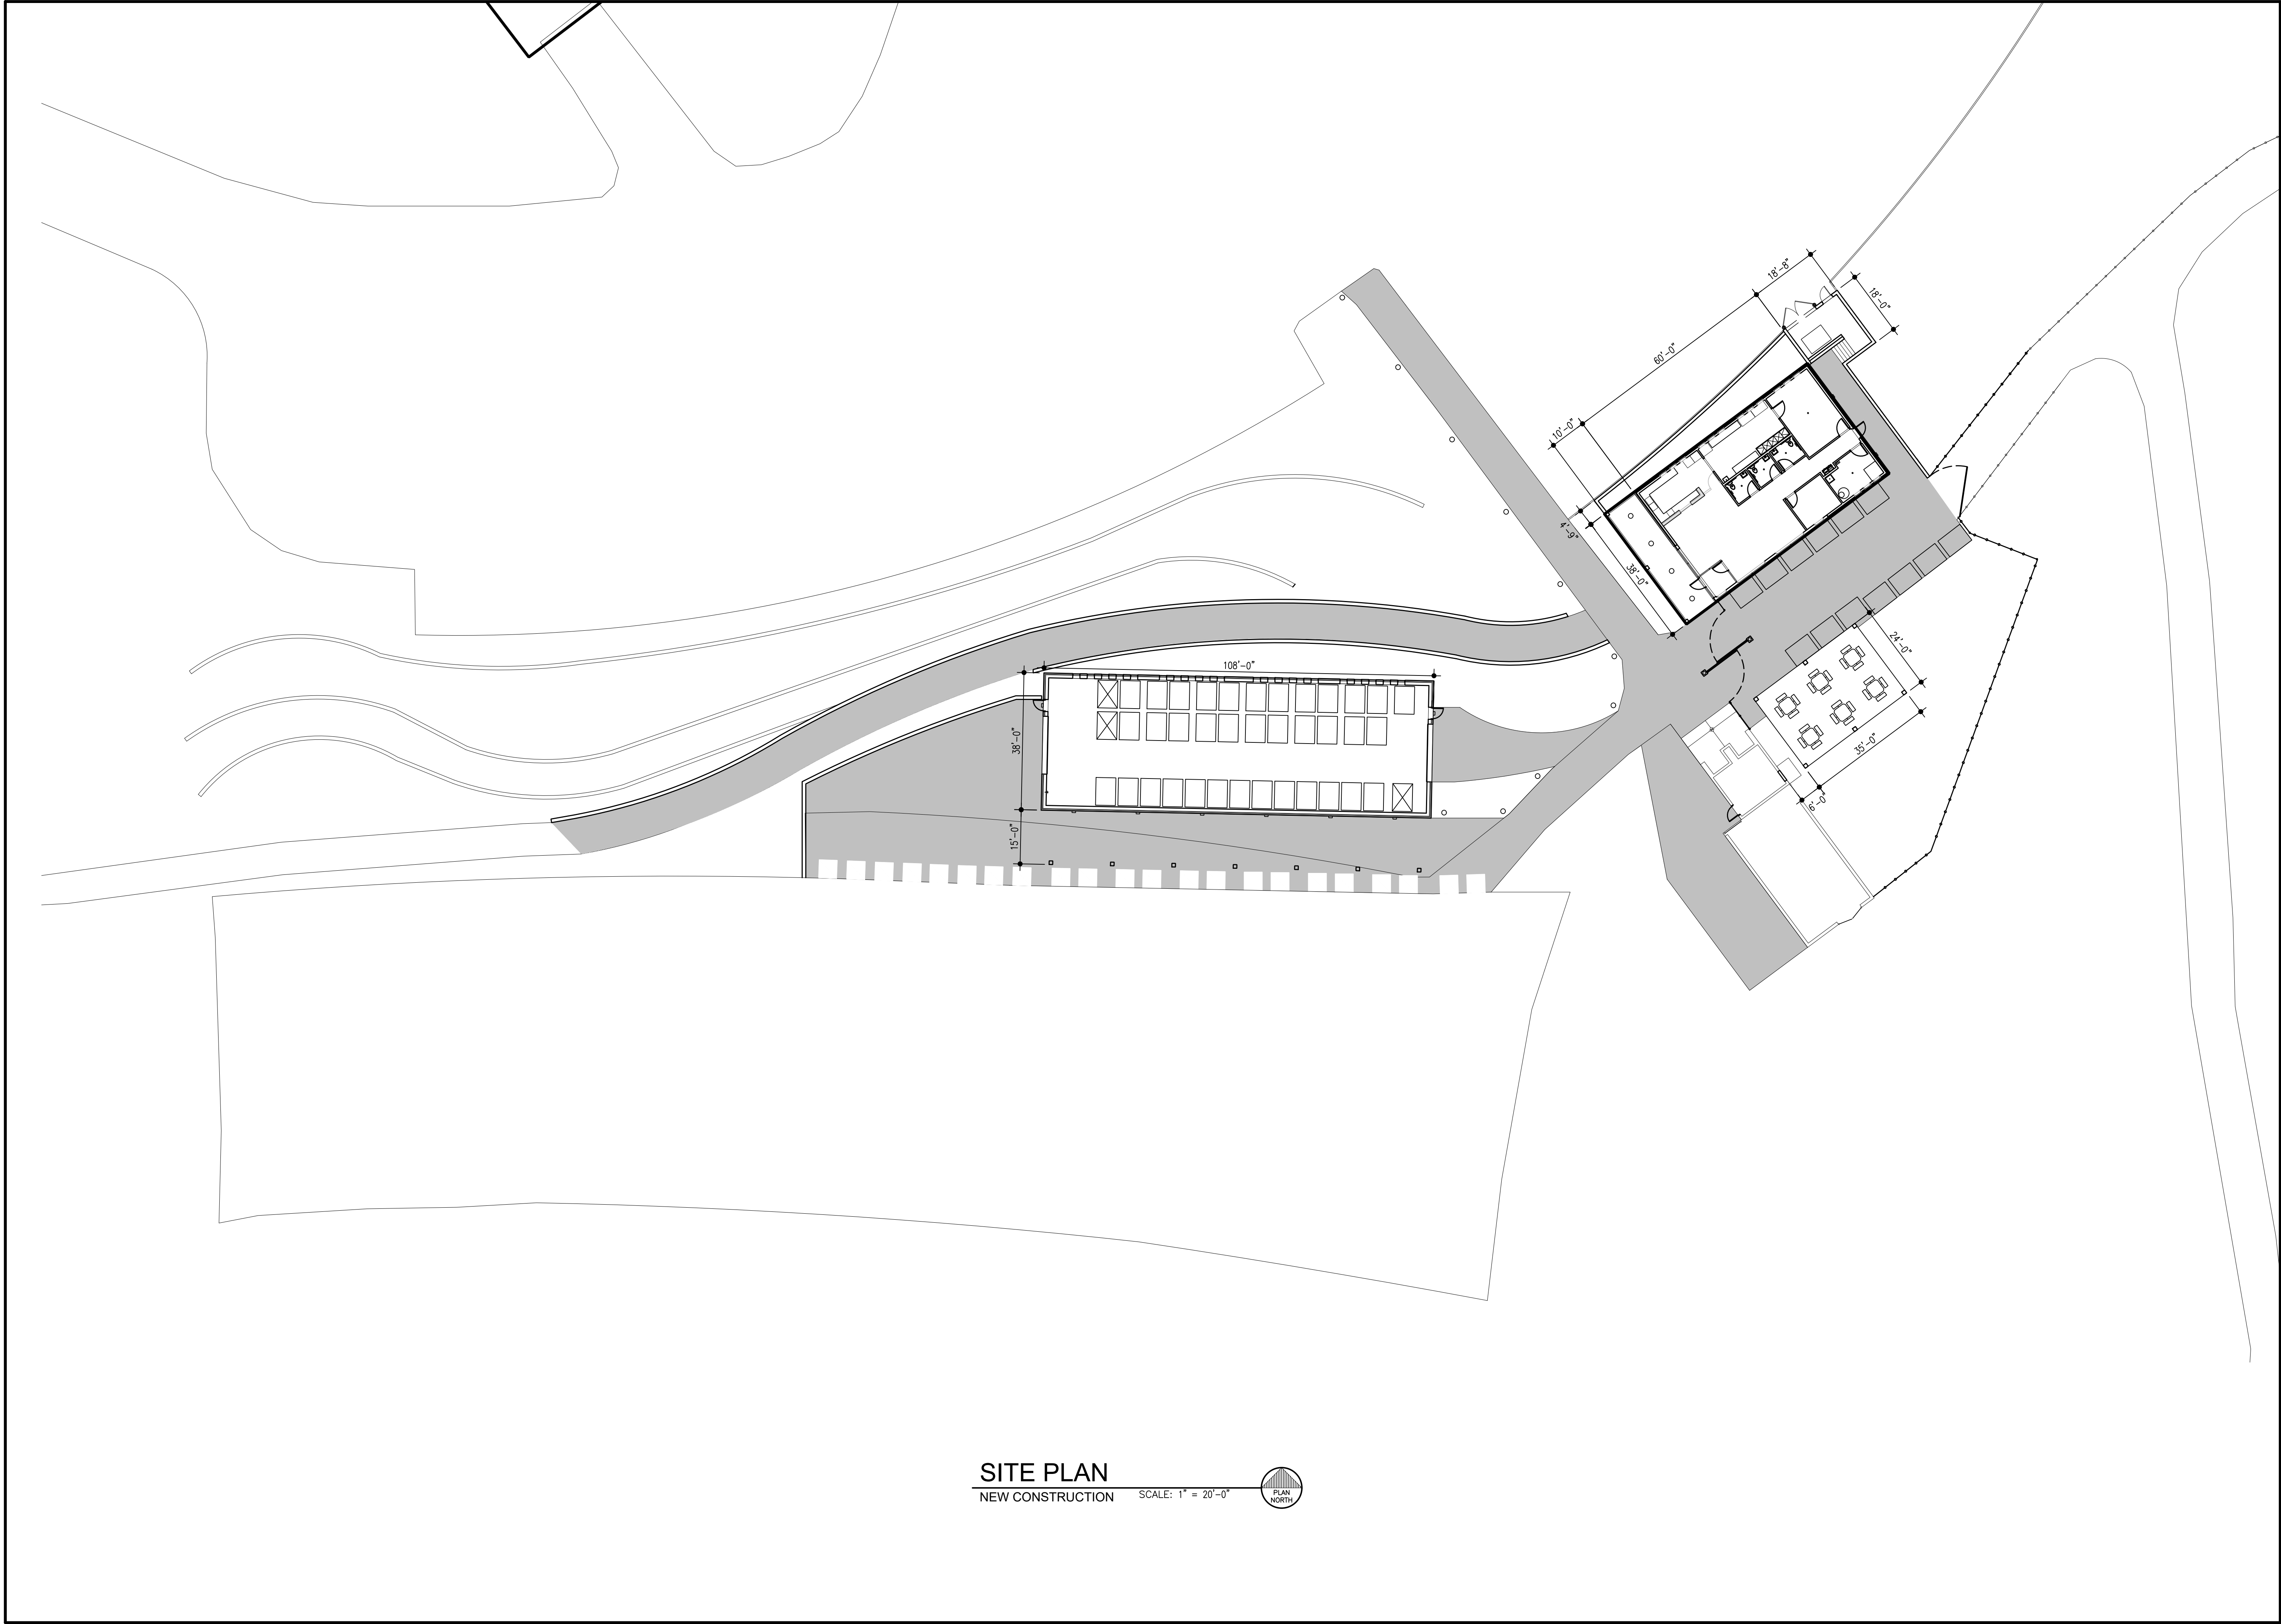 18'-8"
18'-0"
60'-0"
10'-0"
4'-9"
38'-0"
24'-0"
35'-0"
6'-0"
108'-0"
38'-0"
15'-0"
SITE PLAN
NEW CONSTRUCTION
SCALE: 1" = 20'-0"
PLAN
NORTH